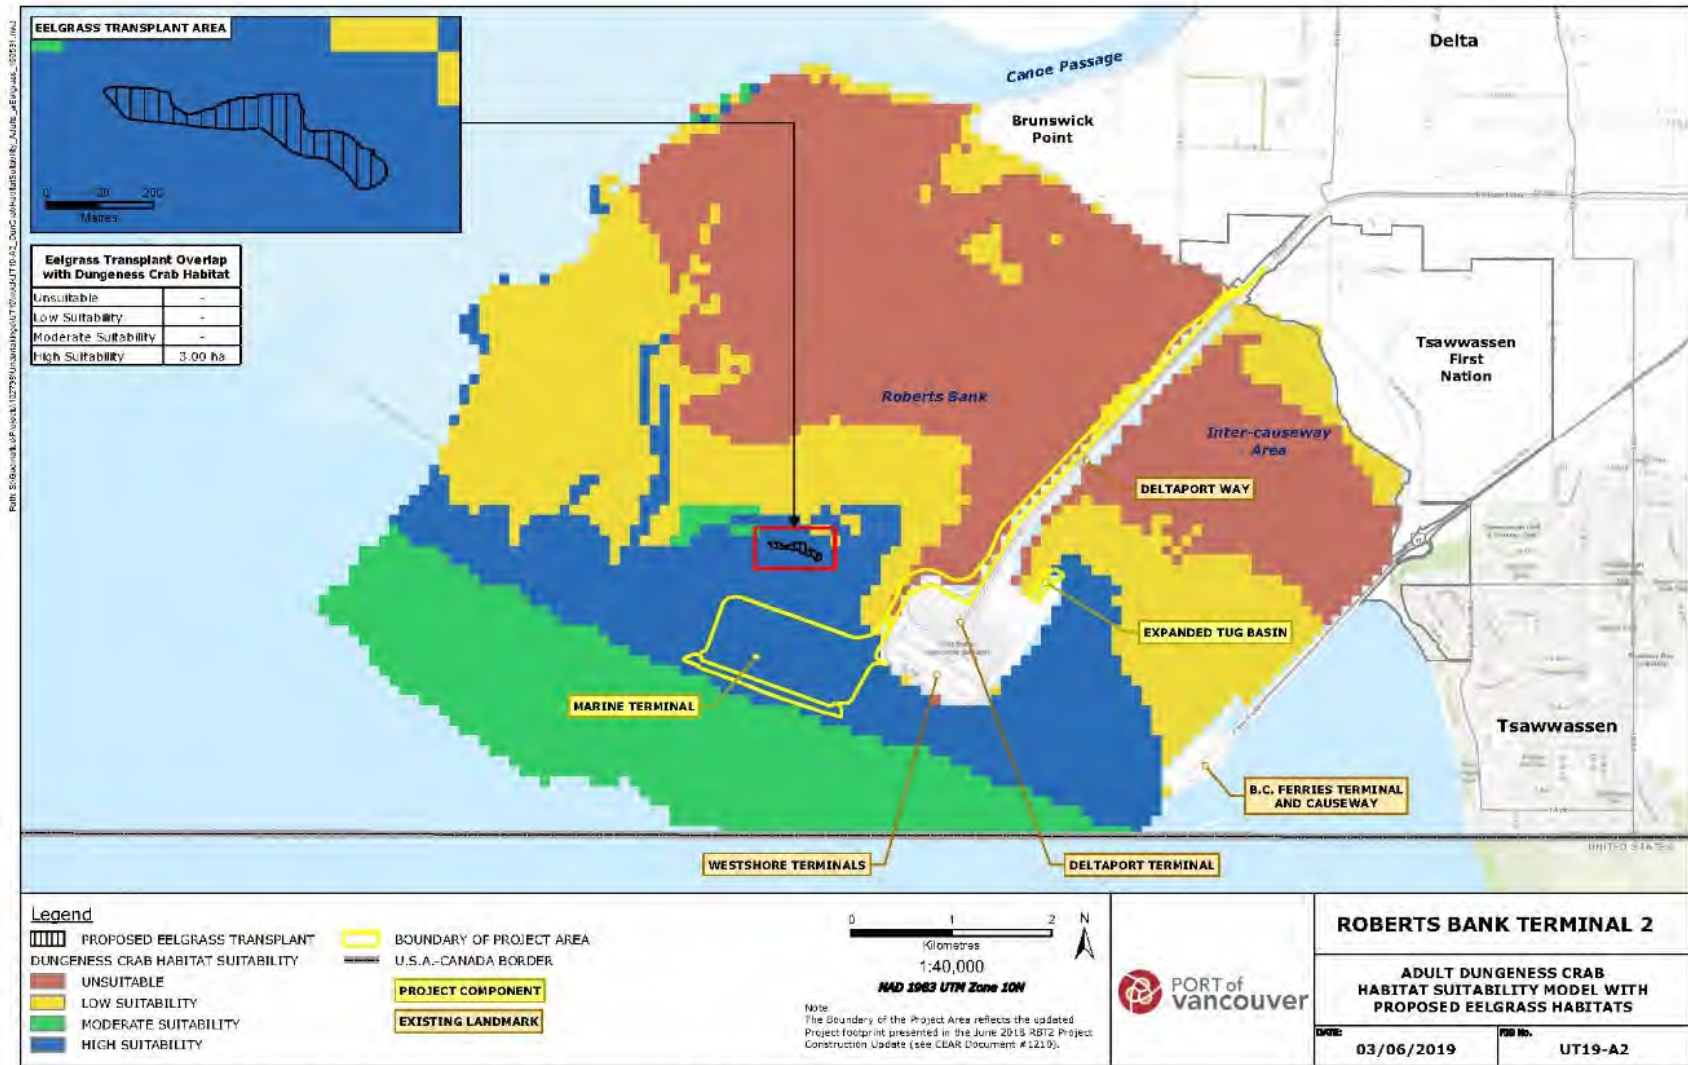 EELGRASS TRANSPLANT AREA
0
200
Metres
Eelgrass Transplant Overlap
with Dungeness Crab Habitat
Unsuitable -
Low Suitability -
Moderate Suitability -
High Suitability 3.00 ha
Canoe Passage
Delta
Brunswick
Point
Tsawwassen
First
Nation
Roberts Bank
Inter-causeway
Area
DELTAPORT WAY
EXPANDED TUG BASIN
MARINE TERMINAL
Tsawwassen
B.C. FERRIES TERMINAL
AND CAUSEWAY
WESTSHORE TERMINALS
DELTAPORT TERMINAL
UNITED STATES
Legend
PROPOSED EELGRASS TRANSPLANT
DUNGENESS CRAB HABITAT SUITABILITY
UNSUITABLE
LOW SUITABILITY
MODERATE SUITABILITY
HIGH SUITABILITY
BOUNDARY OF PROJECT AREA
U.S.A.-CANADA BORDER
PROJECT COMPONENT
EXISTING LANDMARK
0 1 2
Kilometres
N
1:40,000
NAD 1983 UTM Zone 10N
Note
The Boundary of the Project Area reflects the updated
Project footprint presented in the June 2018 RBT2 Project
Construction Update (see CEAR Document #1210).
PORT of
vancouver
ROBERTS BANK TERMINAL 2
ADULT DUNGENESS CRAB
HABITAT SUITABILITY MODEL WITH
PROPOSED EELGRASS HABITATS
DATE:
03/06/2019
FIG No.
UT19-A2